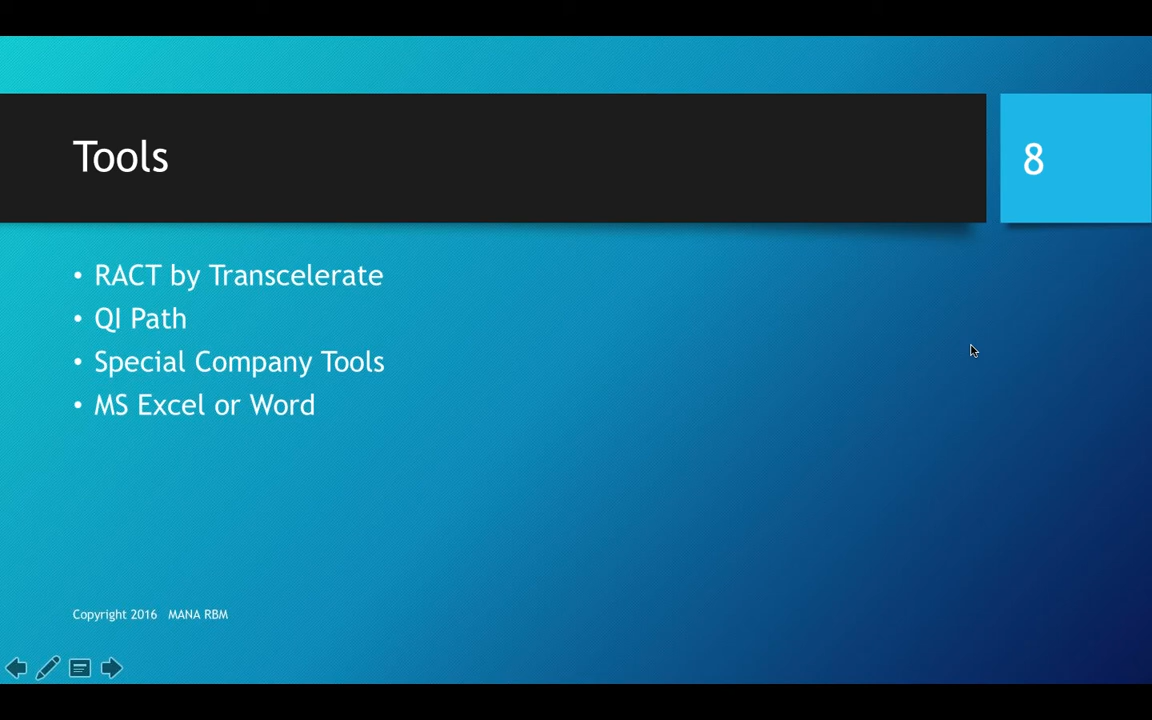 Tools
8
• RACT by Transcelerate
• QI Path
• Special Company Tools
• MS Excel or Word
Copyright 2016 MANA RBM